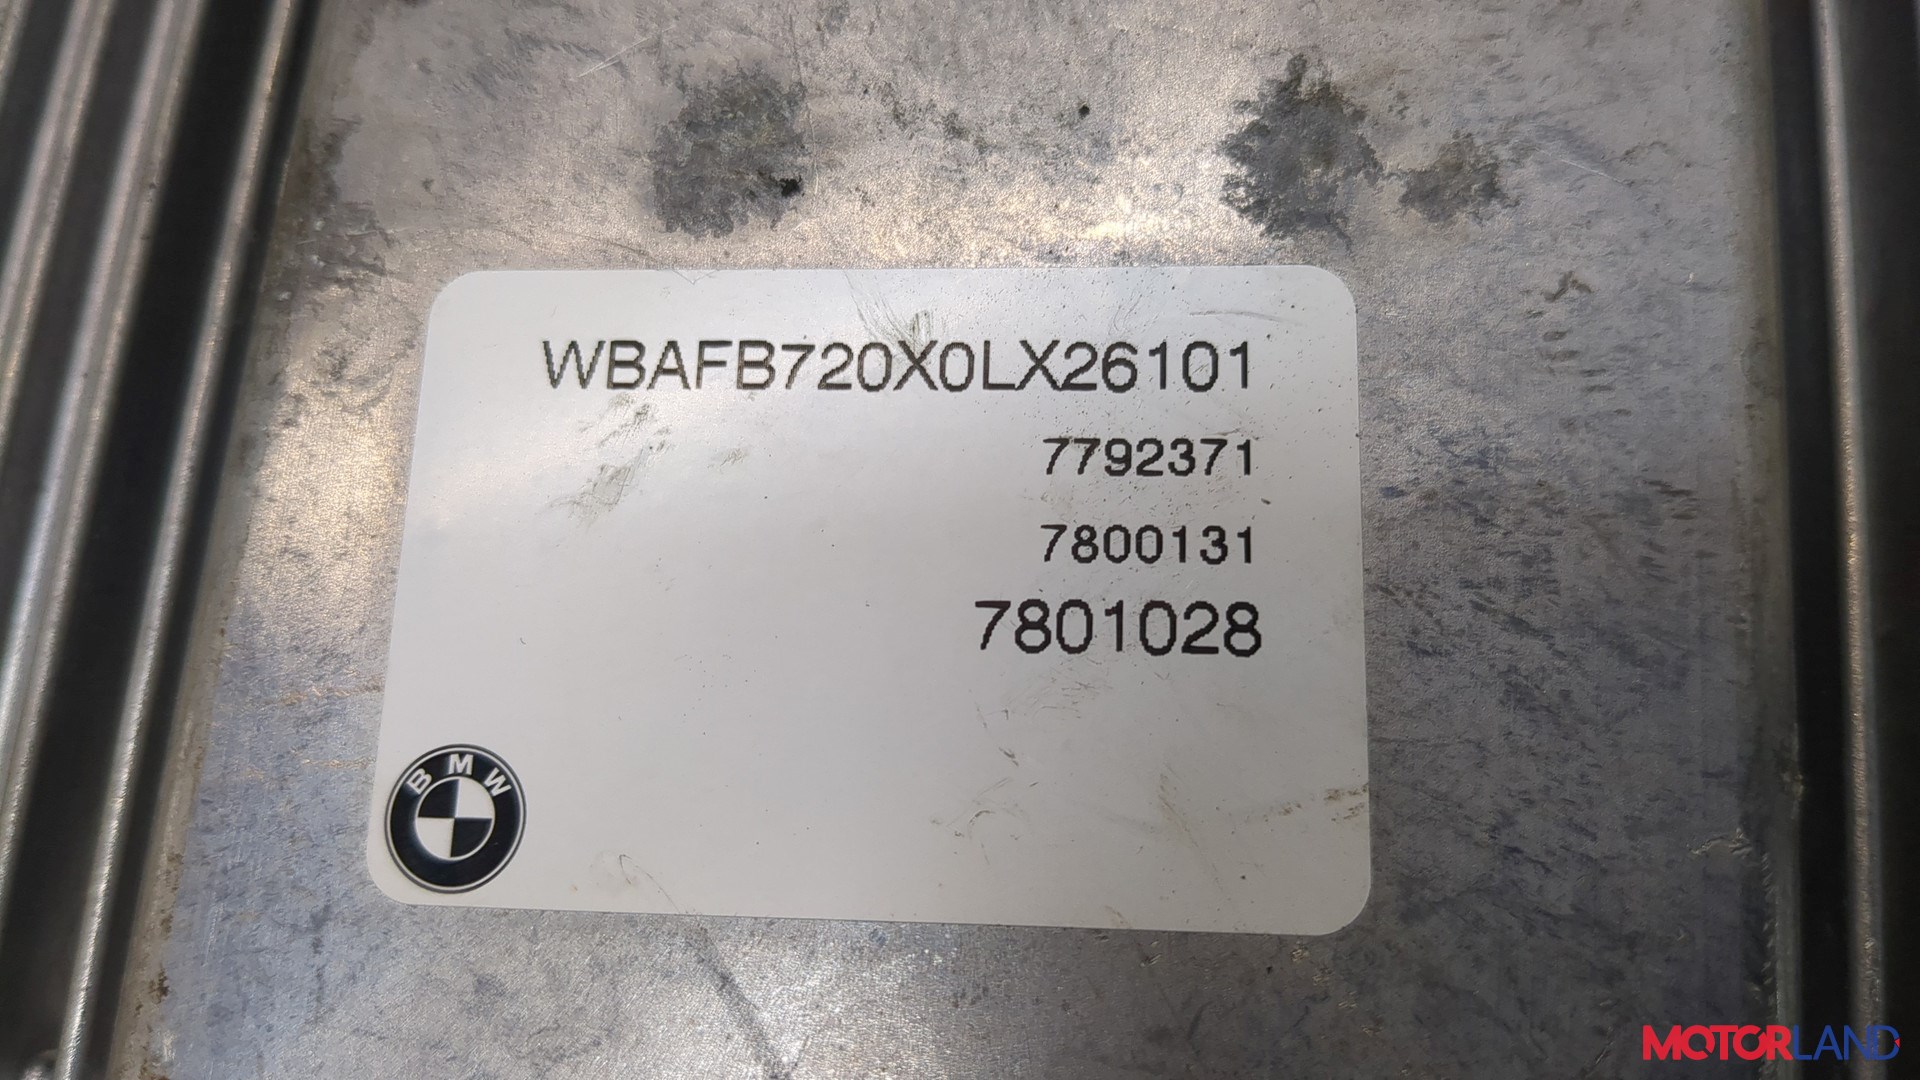 WBAFB720X0LX26101
7792371
7800131
7801028
BMW
MOTORLAND